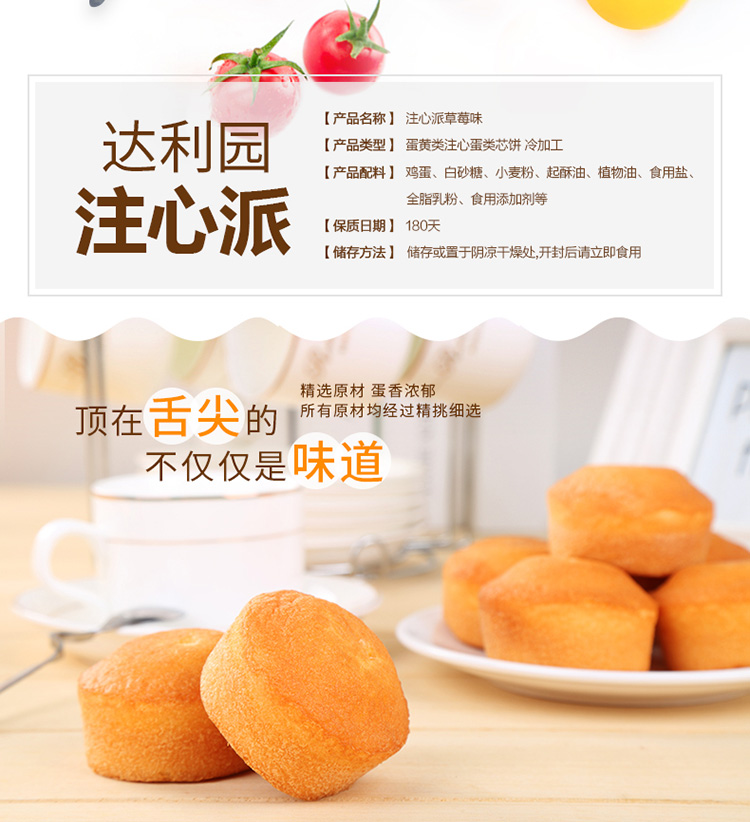 达利园
注心派
【产品名称】 注心派草莓味
【产品类型】 蛋黄类注心蛋类芯饼 冷加工
【产品配料】 鸡蛋、白砂糖、小麦粉、起酥油、植物油、食用盐、
全脂乳粉、食用添加剂等
【保质日期】 180天
【储存方法】 储存或置于阴凉干燥处,开封后请立即食用
顶在舌尖的
不仅仅是味道
精选原材 蛋香浓郁
所有原材均经过精挑细选